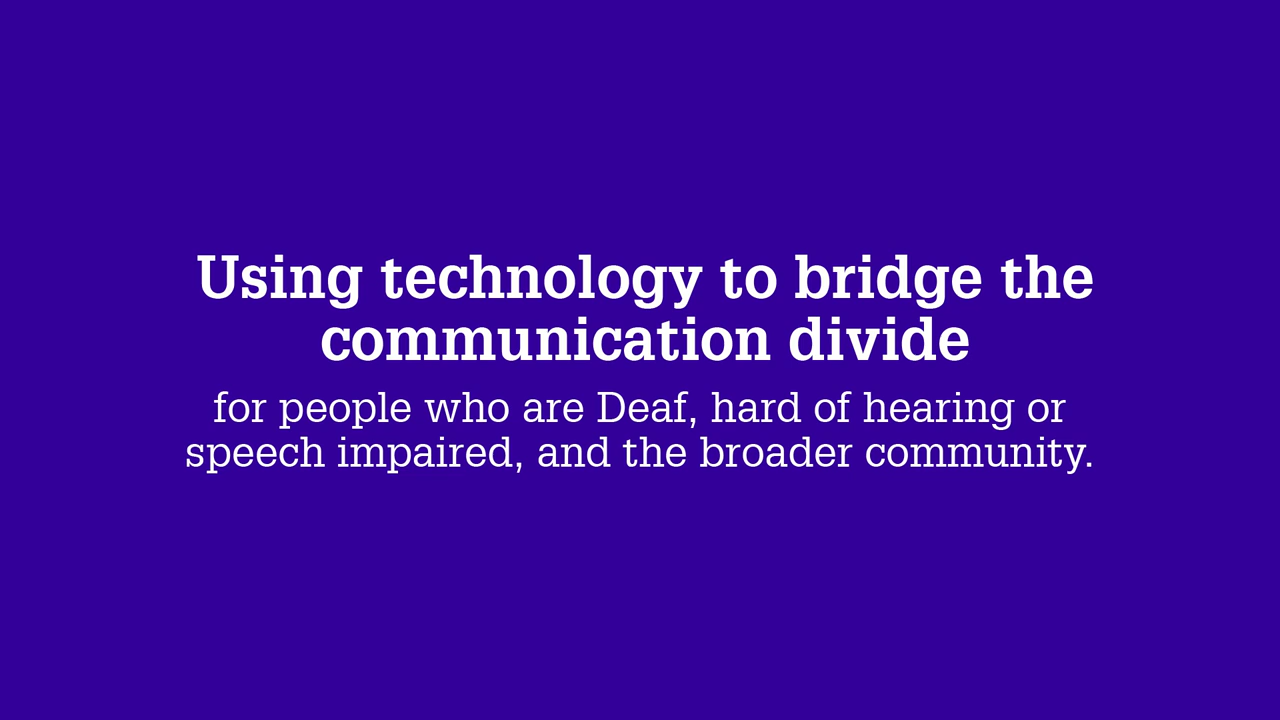 Using technology to bridge the
communication divide
for people who are Deaf, hard of hearing or
speech impaired, and the broader community.